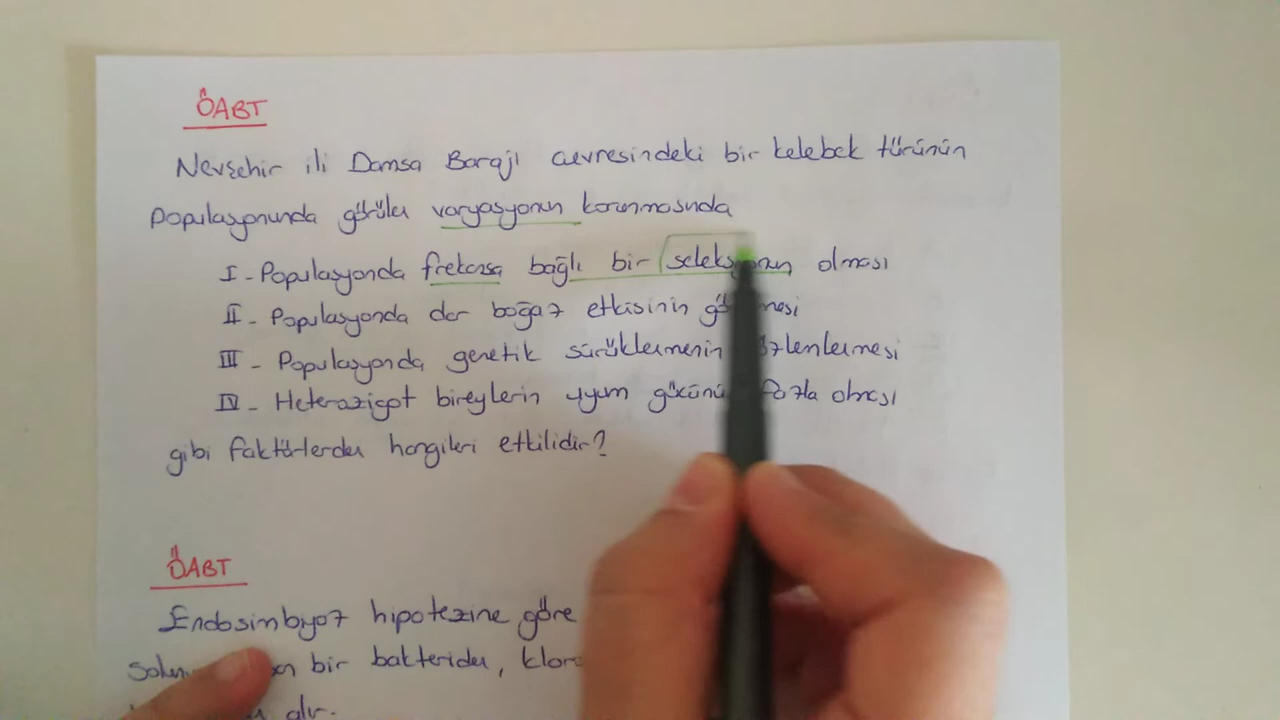 ÖABT
Nevşehir ili Damsa Barajı çevresindeki bir kelebek türünün
populasyonunda görülen varyasyonun korunmasında
I - Populasyonda frekansa bağlı bir seleksiyonun olması
II - Populasyonda dar boğaz etkisinin
III - Populasyonda genetik sürüklenmenin
IV - Heterozigot bireylerin uyum gücünün fazla olması
gibi faktörlerden hangileri etkilidir?
ÖABT
Endosimbiyoz hipotezine göre
bir bakteriden,